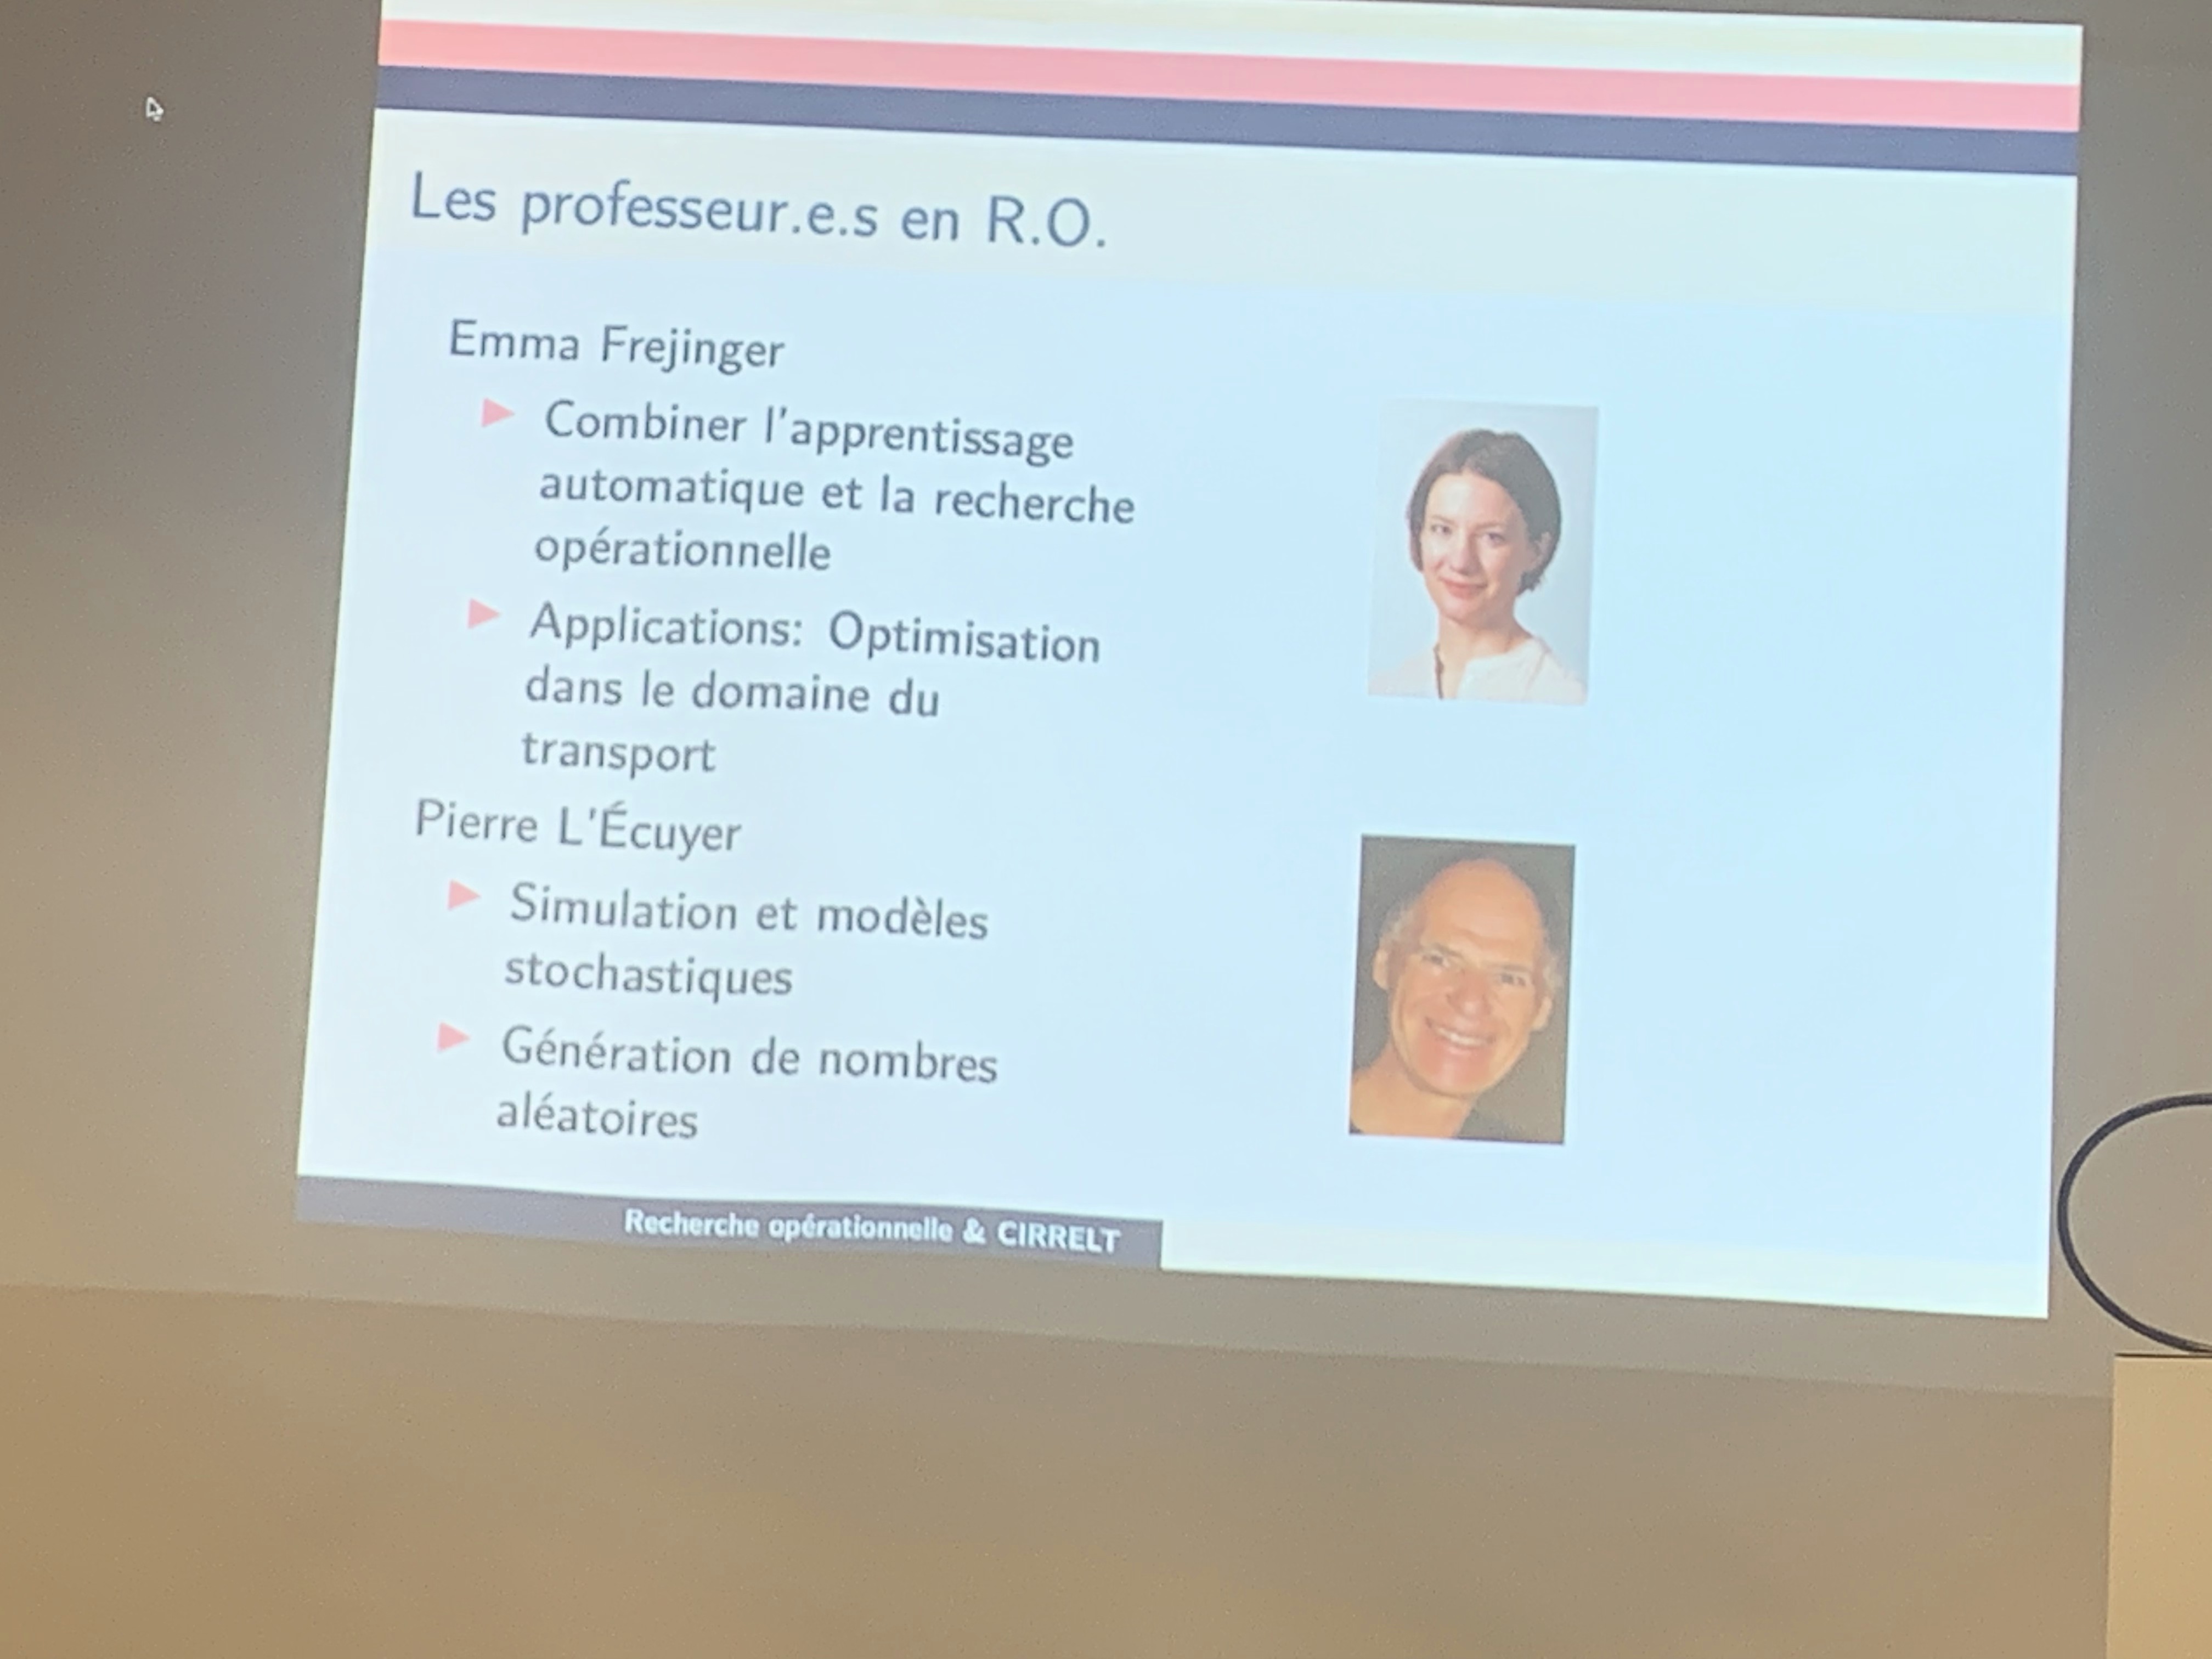 Les professeur.e.s en R.O.
Emma Frejinger
Combiner l'apprentissage
automatique et la recherche
opérationnelle
Applications: Optimisation
dans le domaine du
transport
Pierre L'Écuyer
Simulation et modèles
stochastiques
Génération de nombres
aléatoires
Recherche opérationnelle & CIRRELT